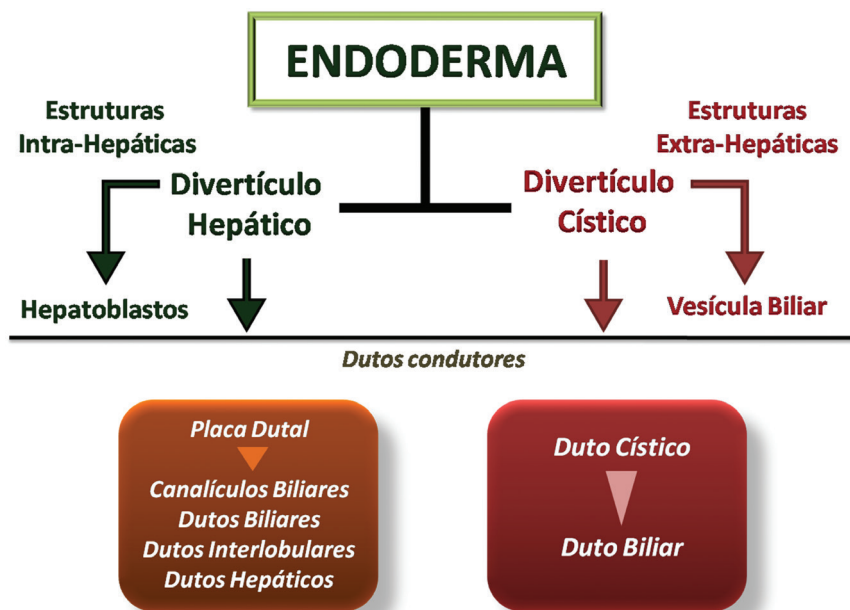 ENDODERMA
Estruturas
Intra-Hepáticas
Divertículo
Hepático
Hepatoblastos
Estruturas
Extra-Hepáticas
Divertículo
Cístico
Vesícula Biliar
Dutos condutores
Placa Dutal
Canalículos Biliares
Dutos Biliares
Dutos Interlobulares
Dutos Hepáticos
Duto Cístico
Duto Biliar